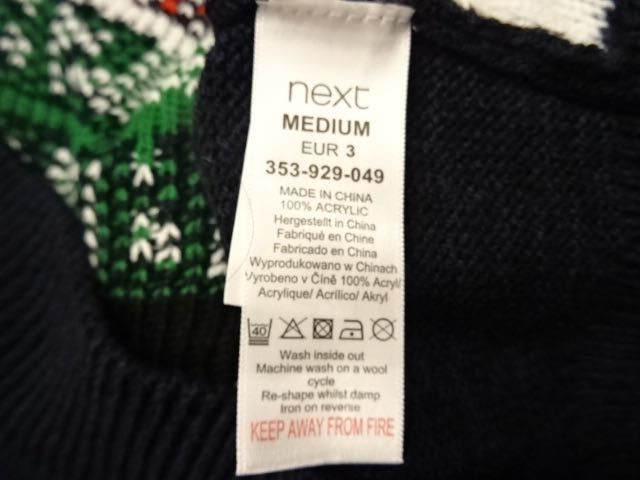 next
MEDIUM
EUR 3
353-929-049
MADE IN CHINA
100% ACRYLIC
Hergestellt in China
Fabriqué en Chine
Fabricado en China
Wyprodukowano w Chinach
Vyrobeno v Číně 100% Acryl/
Acrylique/ Acrílico/ Akryl
40
Wash inside out
Machine wash on a wool
cycle
Re-shape whilst damp
Iron on reverse
KEEP AWAY FROM FIRE